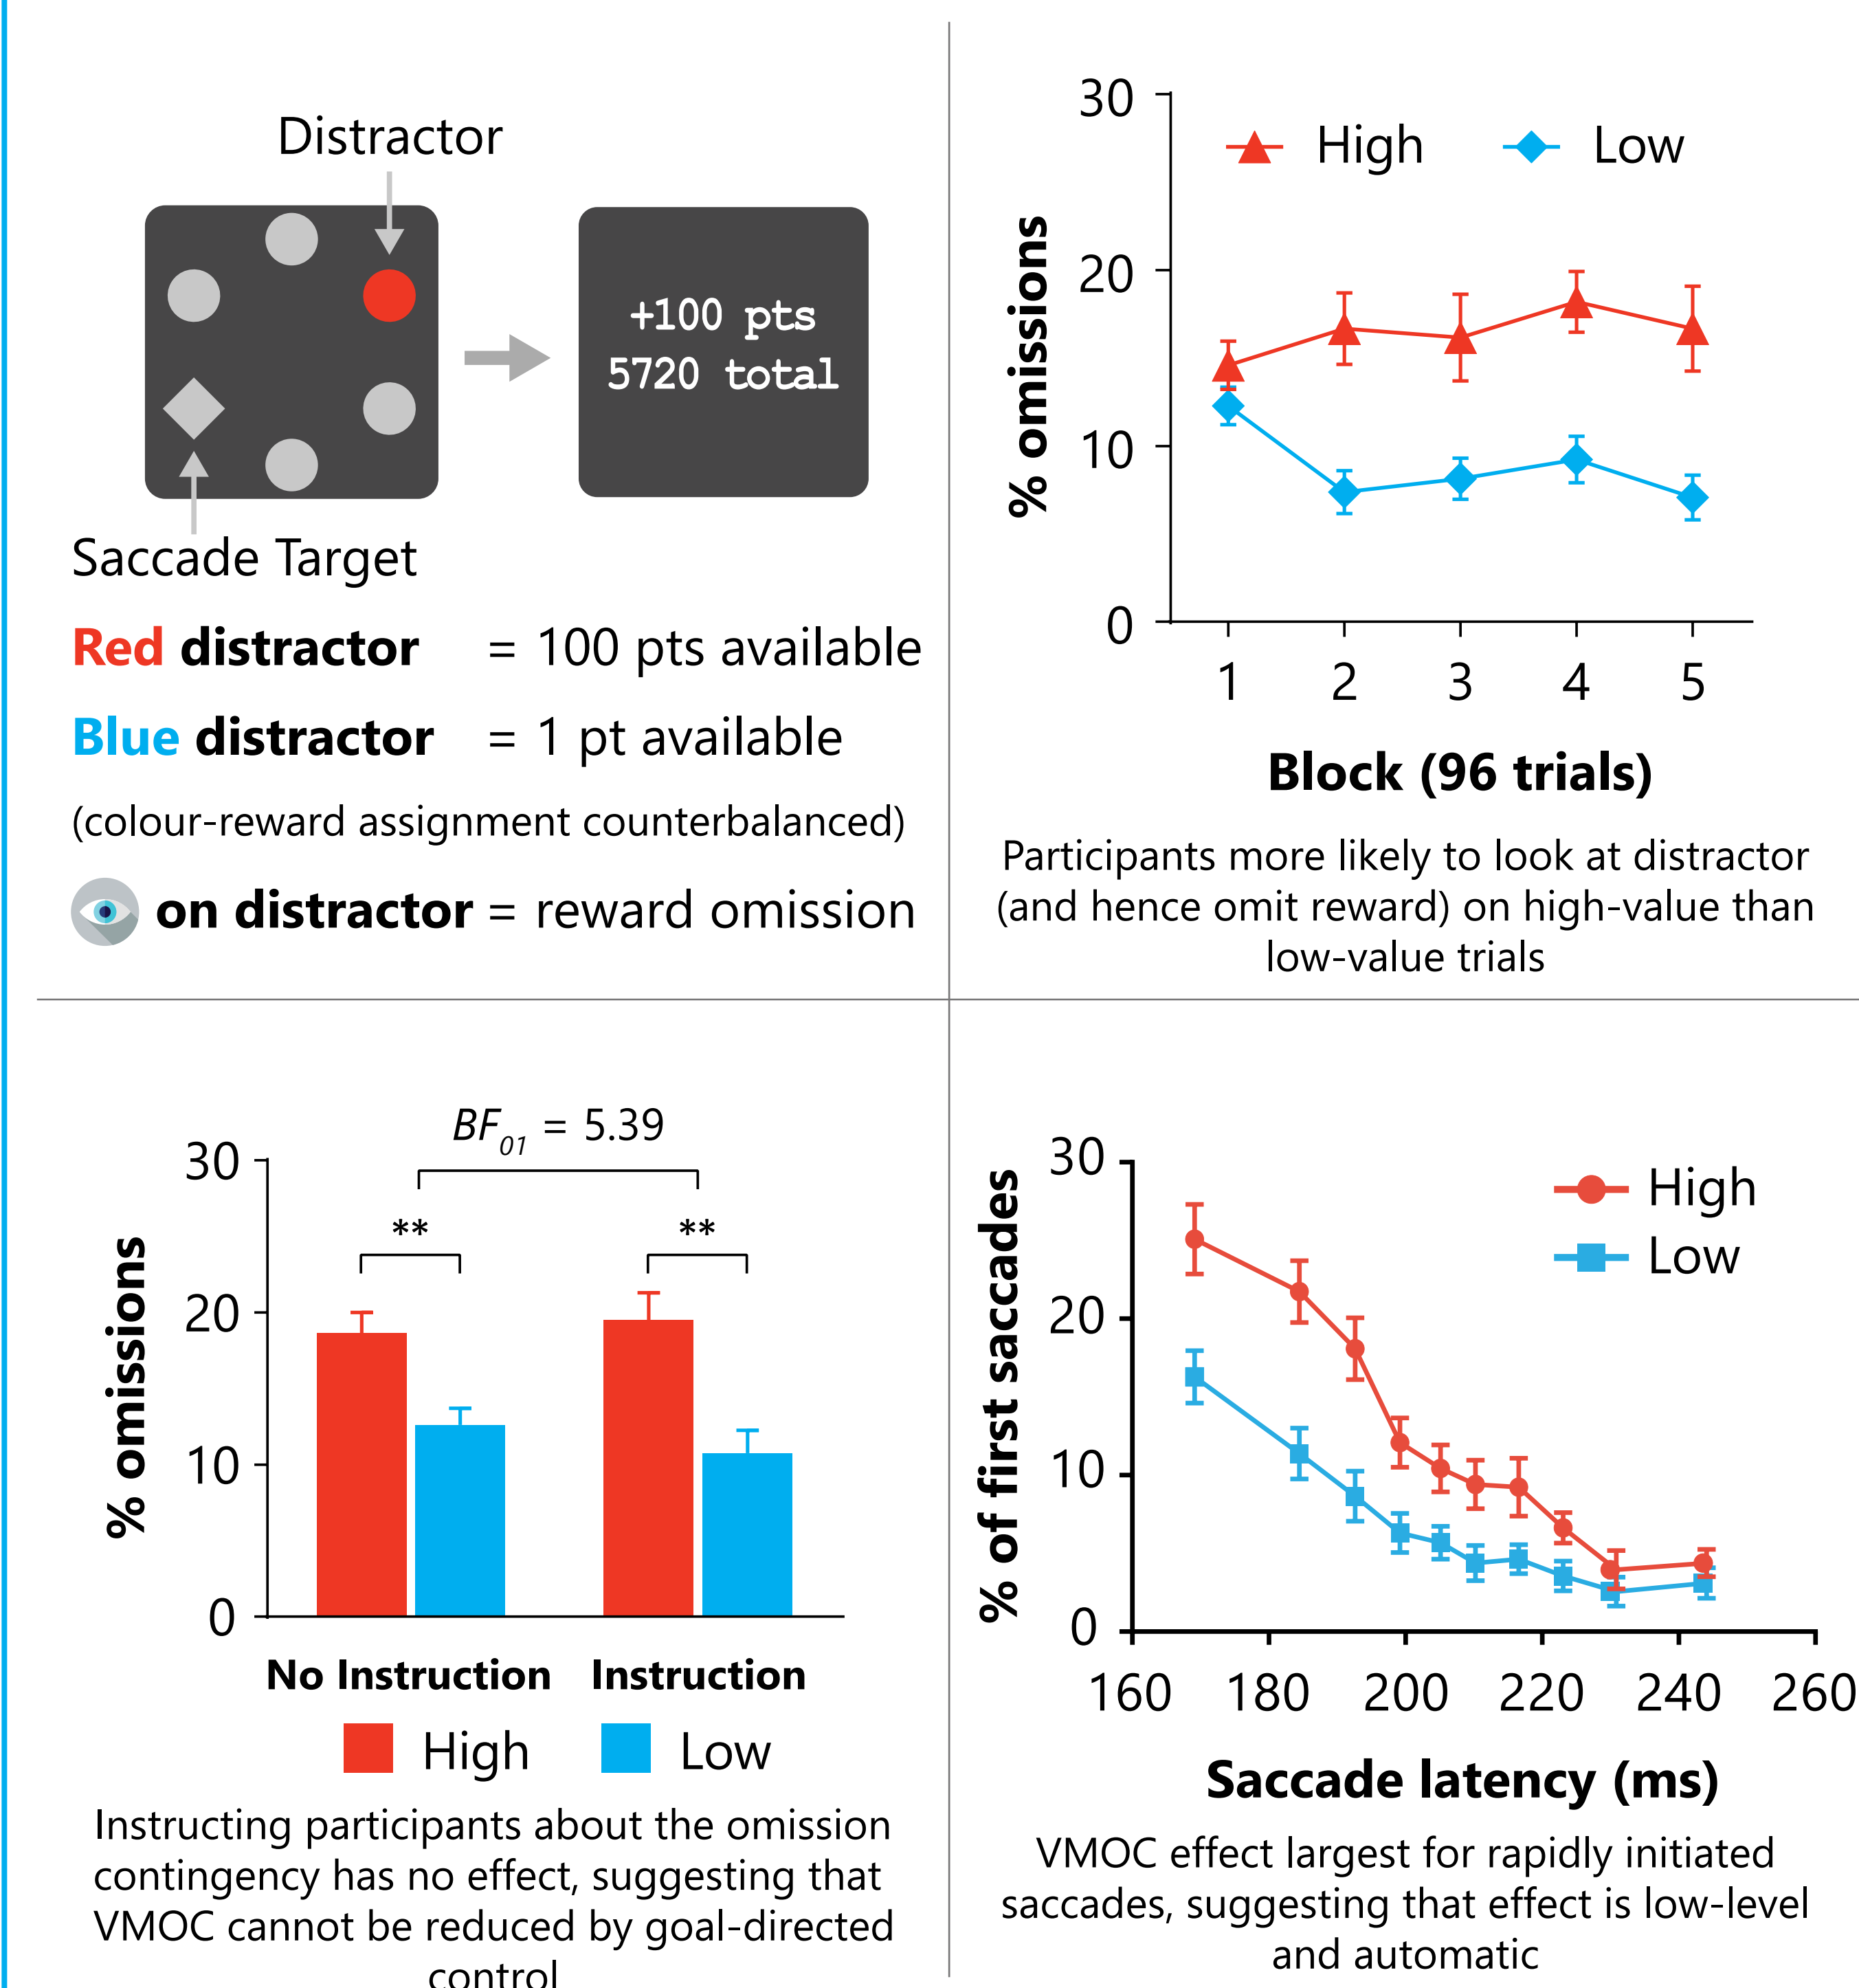 Distractor
+100 pts
5720 total
Saccade Target
Red distractor = 100 pts available
Blue distractor = 1 pt available
(colour-reward assignment counterbalanced)
on distractor = reward omission
30
20
10
0
% omissions
High
Low
1 2 3 4 5
Block (96 trials)
Participants more likely to look at distractor
(and hence omit reward) on high-value than
low-value trials
BF01 = 5.39
** **
30
20
10
0
% omissions
No Instruction Instruction
High Low
Instructing participants about the omission
contingency has no effect, suggesting that
VMOC cannot be reduced by goal-directed
control
30
20
10
0
% of first saccades
High
Low
160 180 200 220 240 260
Saccade latency (ms)
VMOC effect largest for rapidly initiated
saccades, suggesting that effect is low-level
and automatic